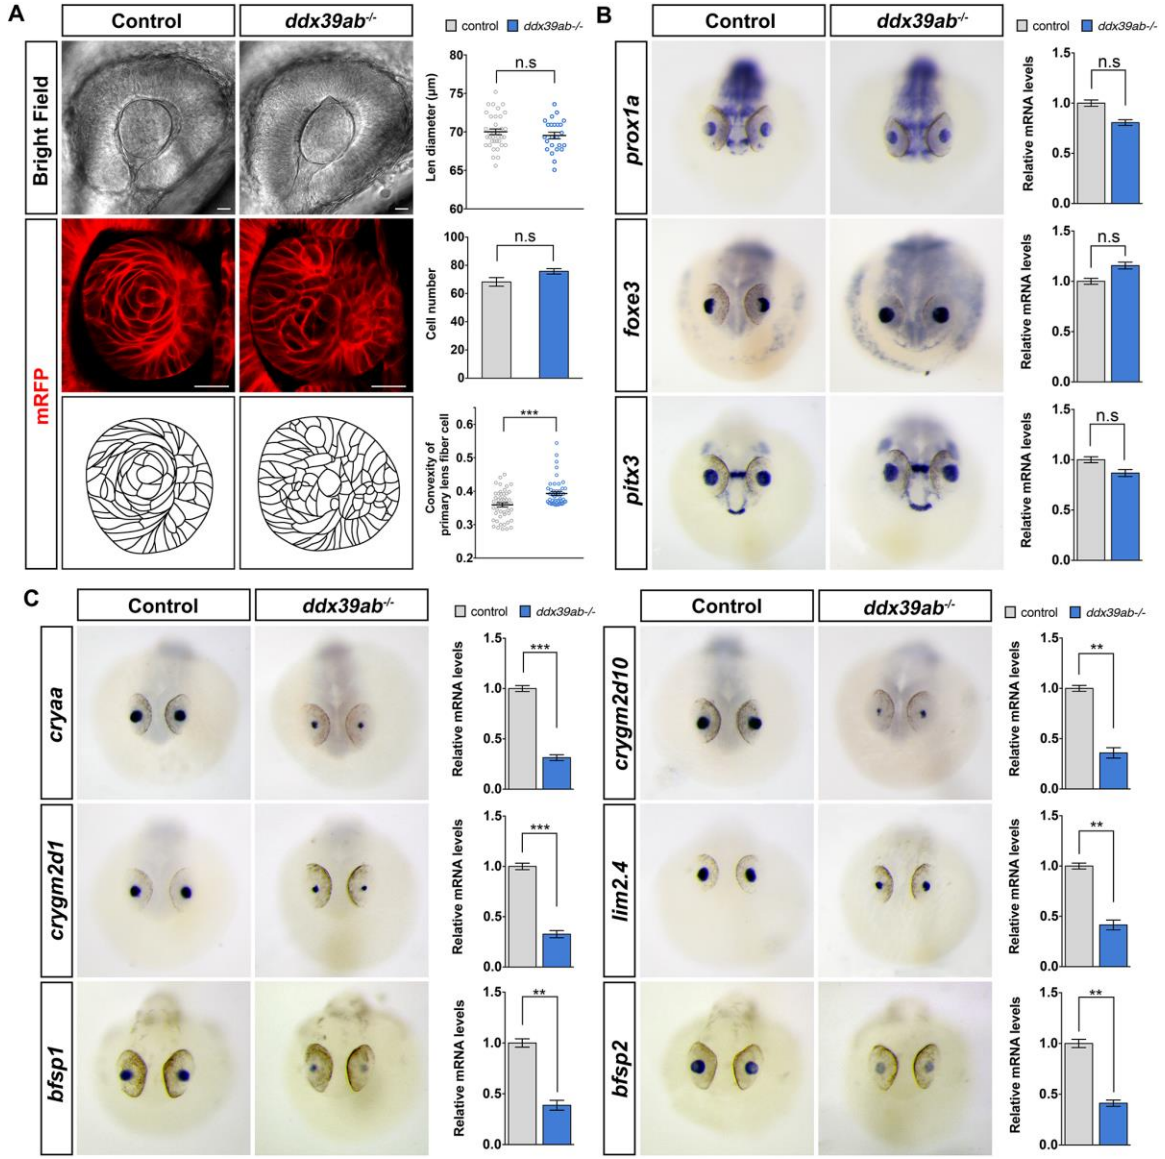 A
Control
ddx39ab-/-
control
ddx39ab-/-
Bright Field
Len diameter (μm)
80
75
70
65
60
n.s
mRFP
Cell number
100
80
60
40
20
0
n.s
Convexity of
primary lens fiber cell
0.6
0.4
0.3
0.2
***
B
Control
ddx39ab-/-
control
ddx39ab-/-
prox1a
Relative mRNA levels
1.5
1.0
0.5
0.0
n.s
foxe3
Relative mRNA levels
1.5
1.0
0.5
0.0
n.s
pitx3
Relative mRNA levels
1.5
1.0
0.5
0.0
n.s
C
Control
ddx39ab-/-
control
ddx39ab-/-
cryaa
Relative mRNA levels
1.5
1.0
0.5
0.0
***
crygm2d1
Relative mRNA levels
1.5
1.0
0.5
0.0
***
bfsp1
Relative mRNA levels
1.5
1.0
0.5
0.0
**
Control
ddx39ab-/-
control
ddx39ab-/-
crygm2d10
Relative mRNA levels
1.5
1.0
0.5
0.0
**
lim2.4
Relative mRNA levels
1.5
1.0
0.5
0.0
**
bfsp2
Relative mRNA levels
1.5
1.0
0.5
0.0
**